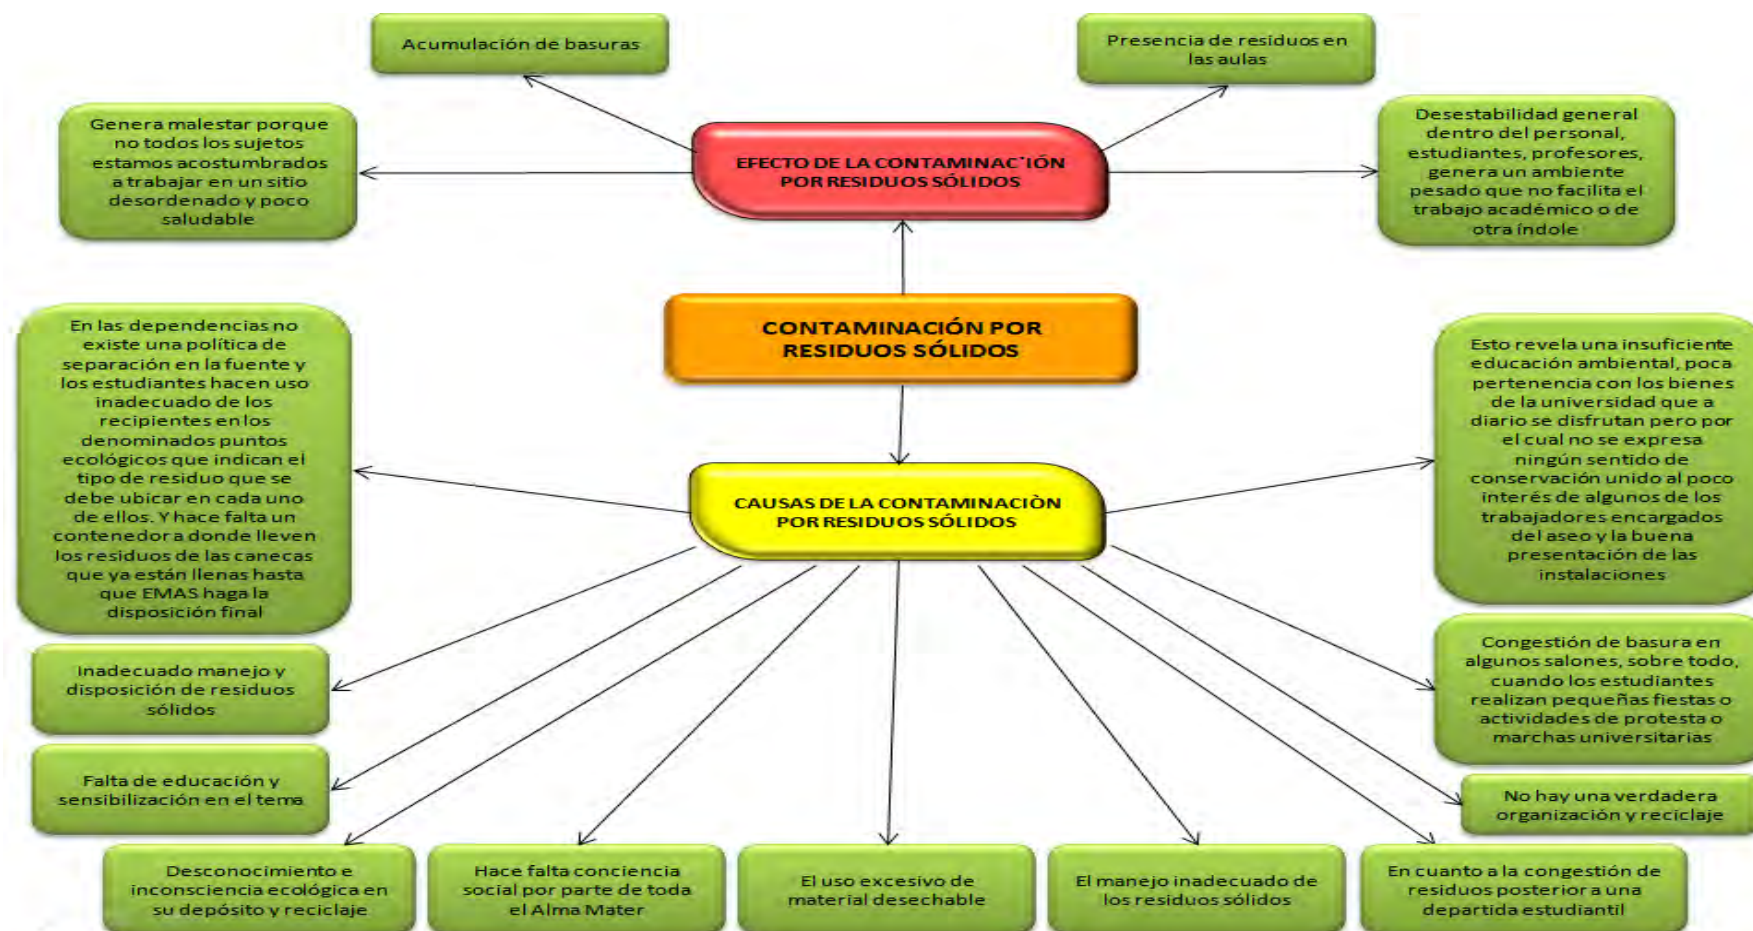 Acumulación de basuras
Presencia de residuos en
las aulas
Genera malestar porque
no todos los sujetos
estamos acostumbrados
a trabajar en un sitio
desordenado y poco
saludable
EFECTO DE LA CONTAMINAC`IÓN
POR RESIDUOS SÓLIDOS
Desestabilidad general
dentro del personal,
estudiantes, profesores,
genera un ambiente
pesado que no facilita el
trabajo académico o de
otra índole
CONTAMINACIÓN POR
RESIDUOS SÓLIDOS
En las dependencias no
existe una política de
separación en la fuente y
los estudiantes hacen uso
inadecuado de los
recipientes en los
denominados puntos
ecológicos que indican el
tipo de residuo que se
debe ubicar en cada uno
de ellos. Y hace falta un
contenedor a donde lleven
los residuos de las canecas
que ya están llenas hasta
que EMAS haga la
disposición final
CAUSAS DE LA CONTAMINACIÒN
POR RESIDUOS SÓLIDOS
Esto revela una insuficiente
educación ambiental, poca
pertenencia con los bienes
de la universidad que a
diario se disfrutan pero por
el cual no se expresa
ningún sentido de
conservación unido al poco
interés de algunos de los
trabajadores encargados
del aseo y la buena
presentación de las
instalaciones
Inadecuado manejo y
disposición de residuos
sólidos
Congestión de basura en
algunos salones, sobre todo,
cuando los estudiantes
realizan pequeñas fiestas o
actividades de protesta o
marchas universitarias
Falta de educación y
sensibilización en el tema
No hay una verdadera
organización y reciclaje
Desconocimiento e
inconsciencia ecológica en
su depósito y reciclaje
Hace falta conciencia
social por parte de toda
el Alma Mater
El uso excesivo de
material desechable
El manejo inadecuado de
los residuos sólidos
En cuanto a la congestión de
residuos posterior a una
departida estudiantil